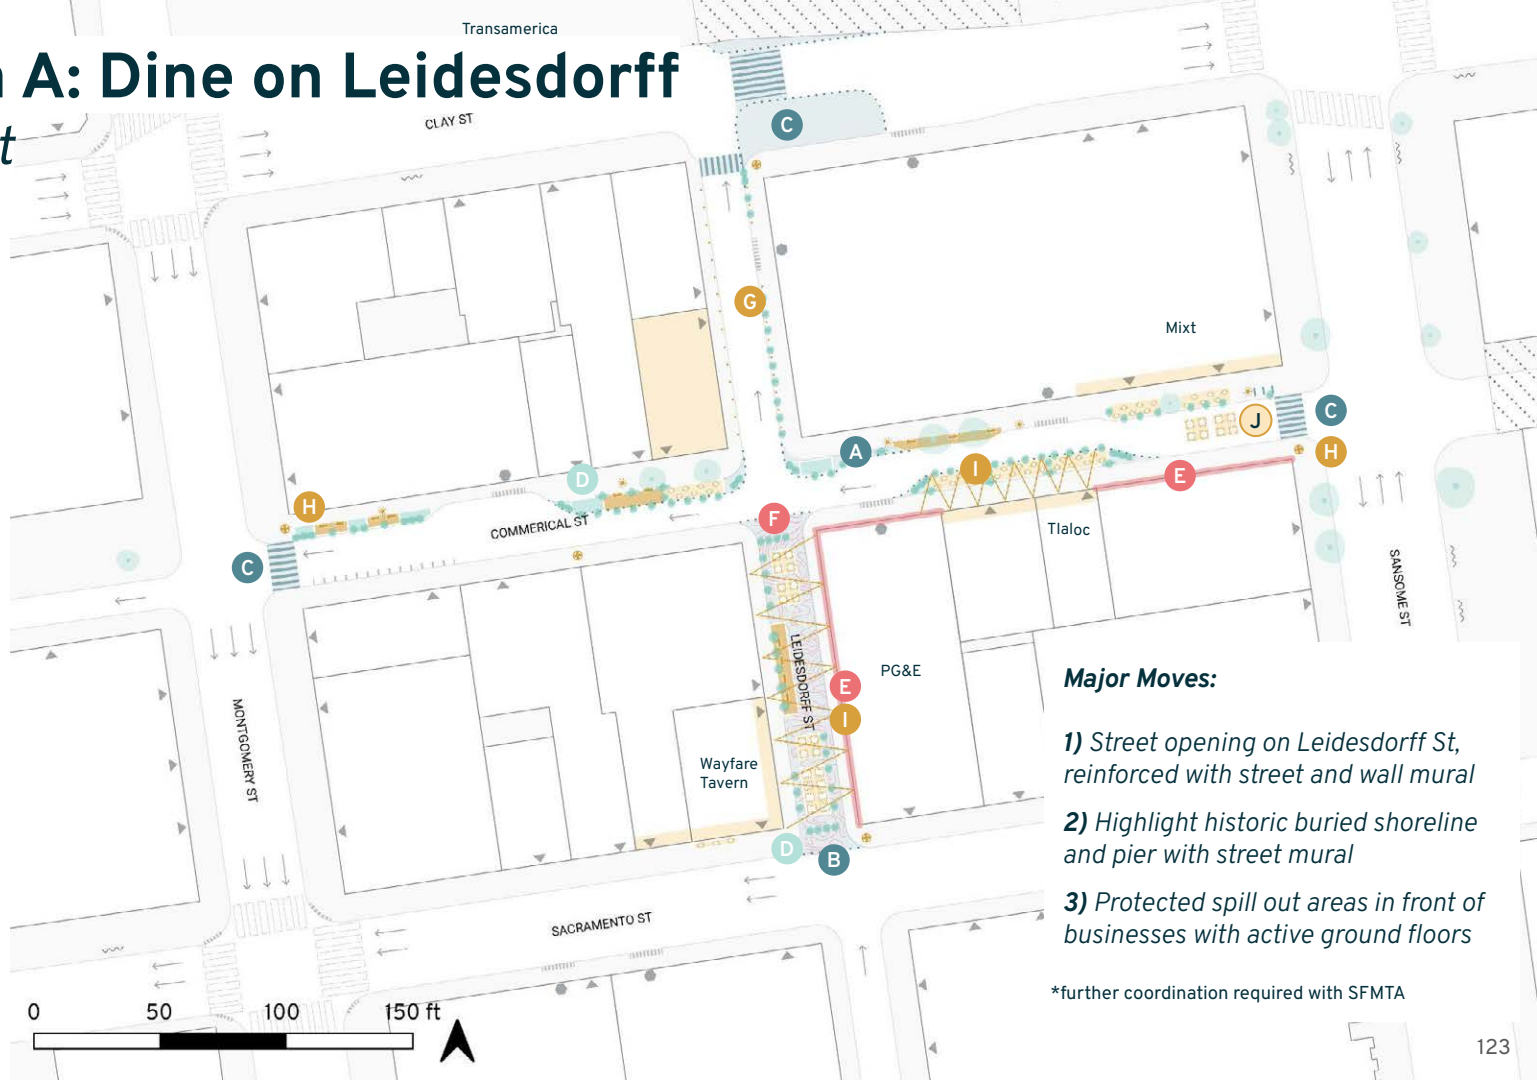 Transamerica
A: Dine on Leidesdorff
t
CLAY ST
C
G
Mixt
J
C
H
A
I
E
D
H
F
Tlaloc
COMMERICAL ST
C
SANSOME ST
LEIDESDORFF ST
PG&E
E
I
MONTGOMERY ST
Wayfare
Tavern
D
B
SACRAMENTO ST
Major Moves:
1) Street opening on Leidesdorff St,
reinforced with street and wall mural
2) Highlight historic buried shoreline
and pier with street mural
3) Protected spill out areas in front of
businesses with active ground floors
*further coordination required with SFMTA
0 50 100 150 ft
123